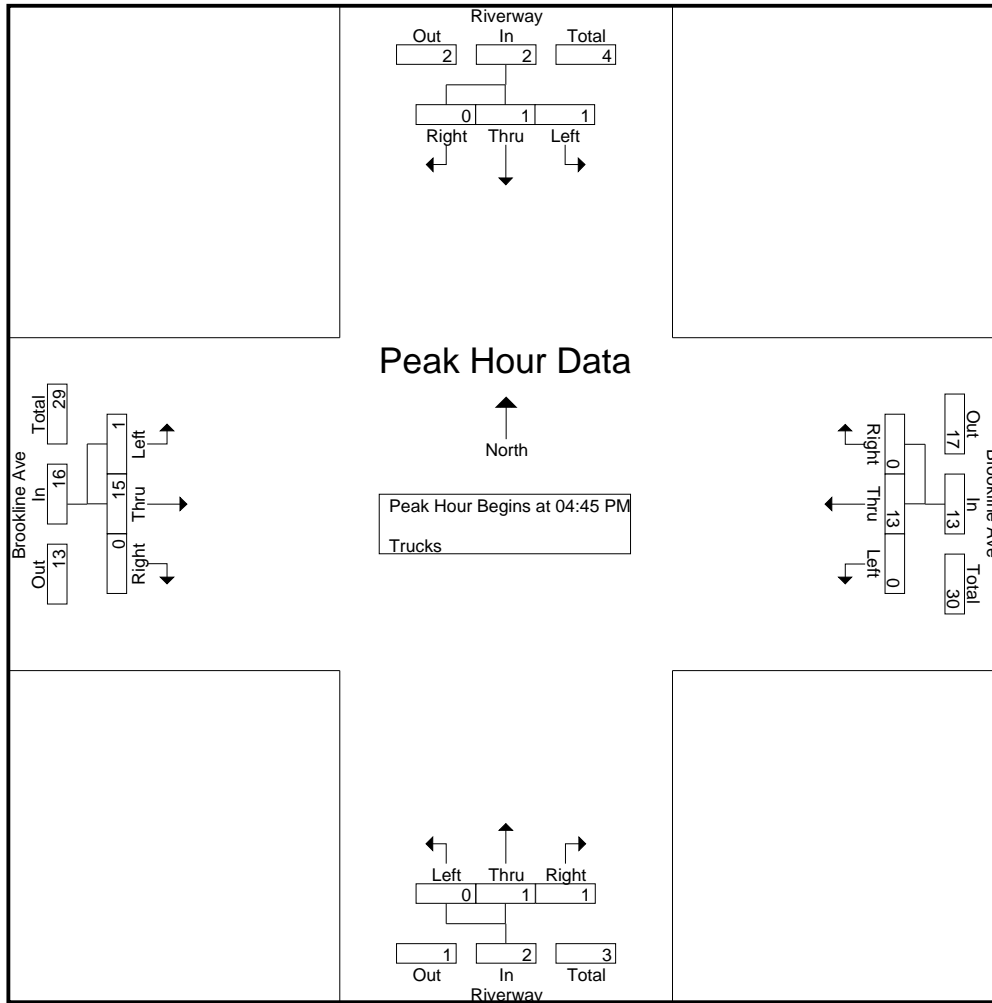 Riverway
Out In Total
2 2 4
0 1 1
Right Thru Left
Peak Hour Data
North
Peak Hour Begins at 04:45 PM
Trucks
Brookline Ave
Total In Out
29 16 13
1 15 0
Left Thru Right
Out In Total
17 13 30
Right Thru Left
0 13 0
Brookline Ave
Left Thru Right
0 1 1
1 2 3
Out In Total
Riverway